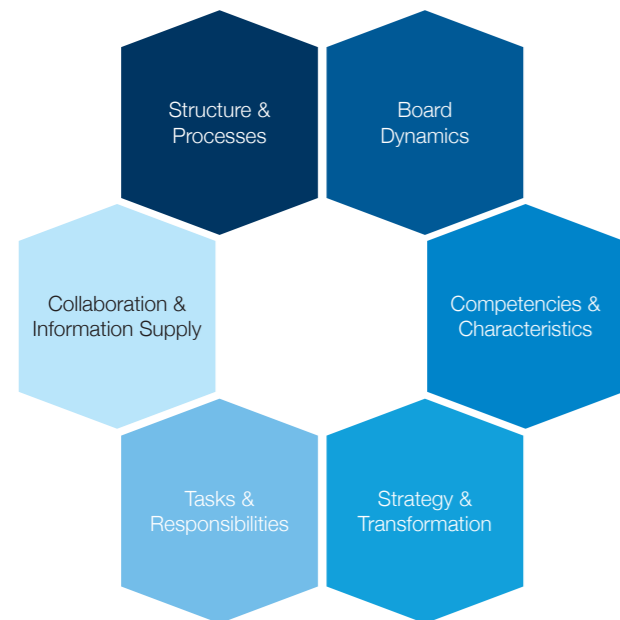 Structure &
Processes
Board
Dynamics
Collaboration &
Information Supply
Competencies &
Characteristics
Tasks &
Responsibilities
Strategy &
Transformation